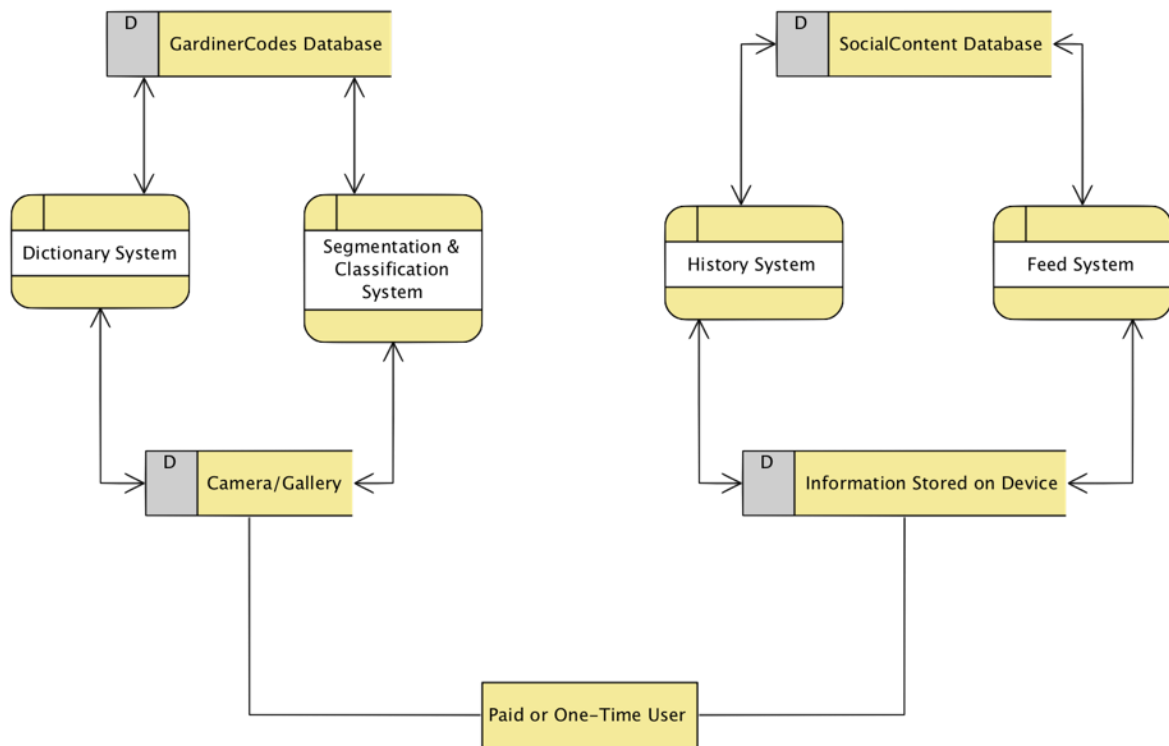 D
GardinerCodes Database
D
SocialContent Database
Dictionary System
Segmentation &
Classification
System
History System
Feed System
D
Camera/Gallery
D
Information Stored on Device
Paid or One-Time User